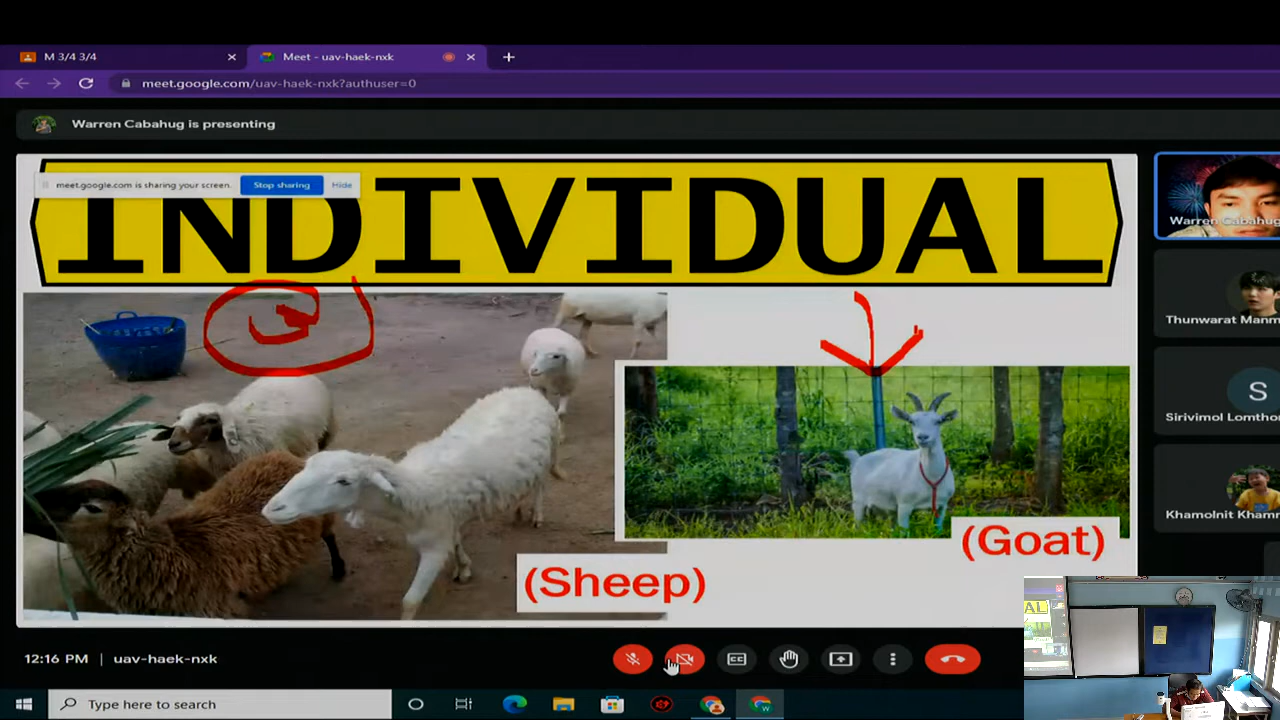 M 3/4 3/4
Meet - uav-haek-nxk
meet.google.com/uav-haek-nxk?authuser=0
Warren Cabahug is presenting
meet.google.com is sharing your screen. Stop sharing Hide
INDIVIDUAL
Warren Cabahug
Thunwarat Manm
S
Sirivimol Lomtho
Khamolnit Kham
(Goat)
(Sheep)
12:16 PM | uav-haek-nxk
Type here to search